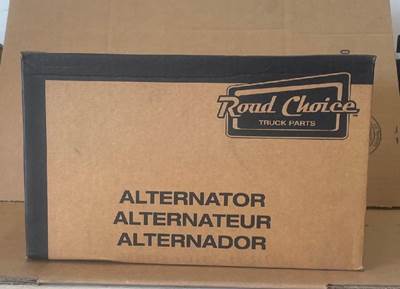 Road Choice
TRUCK PARTS
ALTERNATOR
ALTERNATEUR
ALTERNADOR